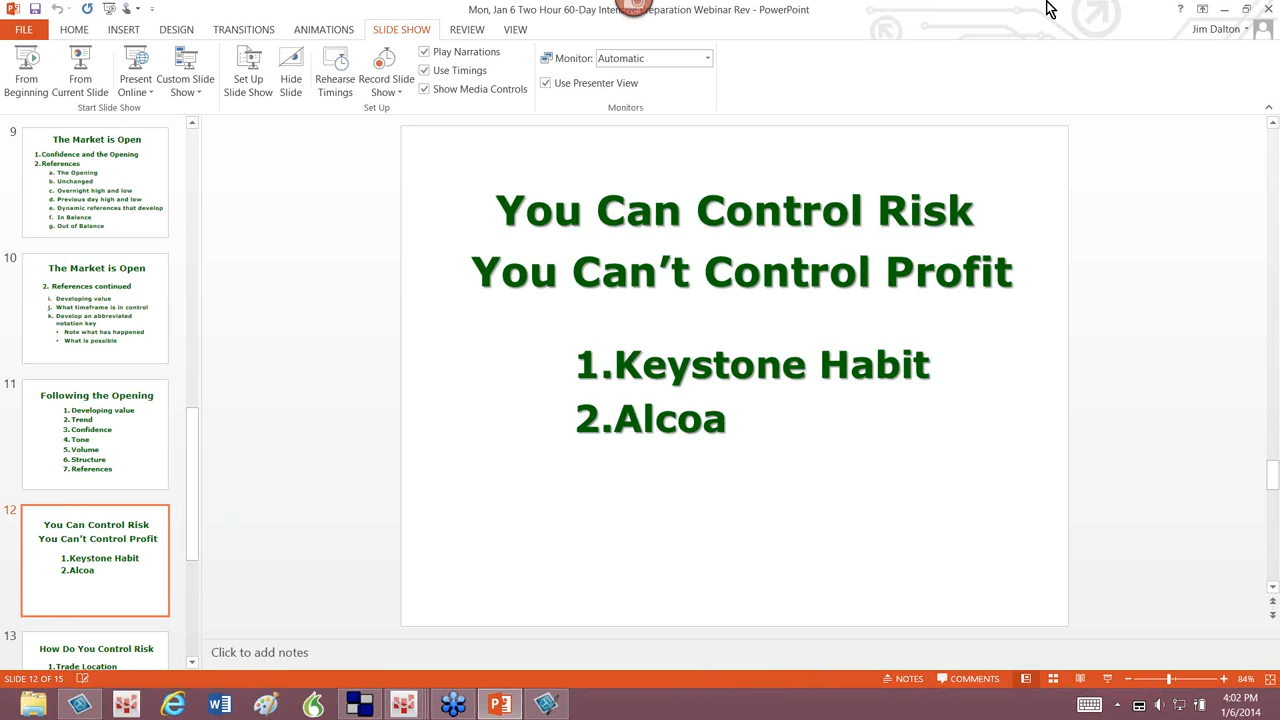 Mon, Jan 6 Two Hour 60-Day Inten paration Webinar Rev - PowerPoint
FILE
HOME
INSERT
DESIGN
TRANSITIONS
ANIMATIONS
SLIDE SHOW
REVIEW
VIEW
Jim Dalton
From Beginning
From Current Slide
Present Online
Custom Slide Show
Set Up Slide Show
Hide Slide
Rehearse Timings
Record Slide Show
Play Narrations
Use Timings
Show Media Controls
Monitor: Automatic
Use Presenter View
Start Slide Show
Set Up
Monitors
9
The Market is Open
1.Confidence and the Opening
2.References
a. The Opening
b. Unchanged
c. Overnight high and low
d. Previous day high and low
e. Dynamic references that develop
f. In Balance
g. Out of Balance
10
The Market is Open
2. References continued
i. Developing value
j. What timeframe is in control
k. Develop an abbreviated
notation key
• Note what has happened
• What is possible
11
Following the Opening
1. Developing value
2. Trend
3. Confidence
4. Tone
5. Volume
6. Structure
7. References
12
You Can Control Risk
You Can’t Control Profit
1.Keystone Habit
2.Alcoa
13
How Do You Control Risk
1.Trade Location
You Can Control Risk
You Can’t Control Profit
1.Keystone Habit
2.Alcoa
Click to add notes
SLIDE 12 OF 15
NOTES
COMMENTS
84%
4:02 PM
1/6/2014